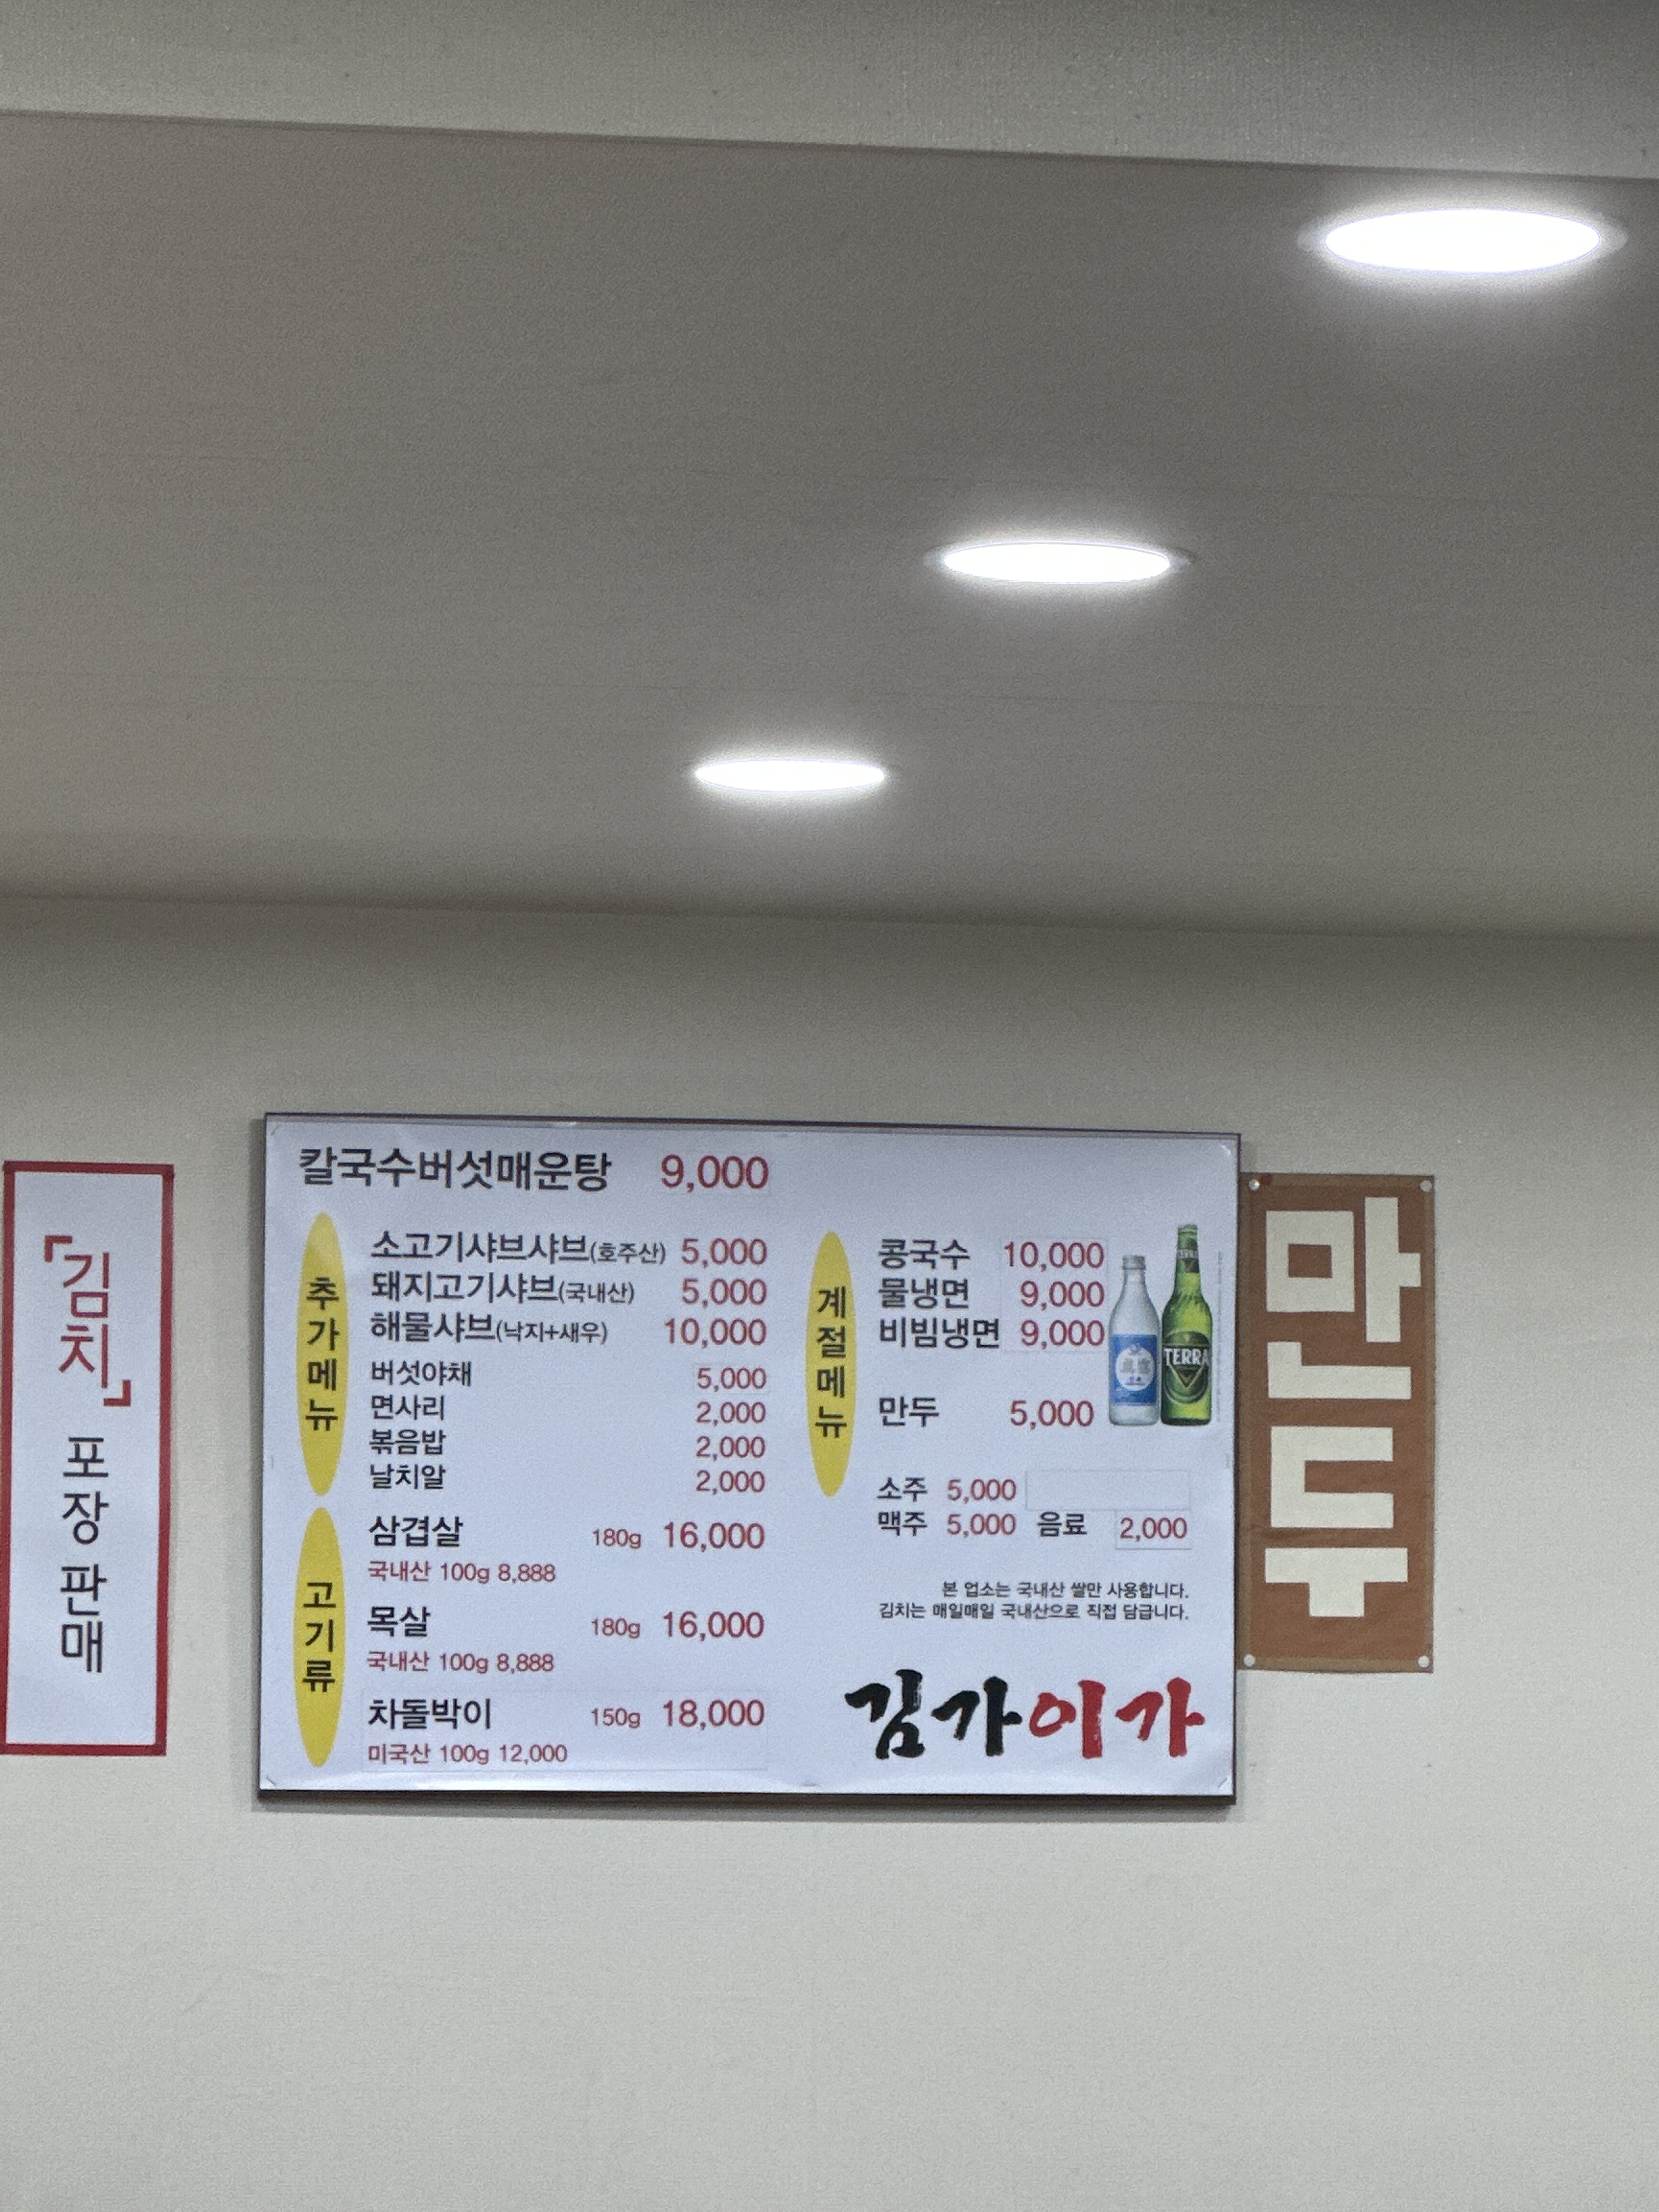 「김치」 포장 판매
칼국수버섯매운탕 9,000
추가메뉴
소고기샤브샤브(호주산) 5,000
돼지고기샤브(국내산) 5,000
해물샤브(낙지+새우) 10,000
버섯야채 5,000
면사리 2,000
볶음밥 2,000
날치알 2,000
고기류
삼겹살 180g 16,000
국내산 100g 8,888
목살 180g 16,000
국내산 100g 8,888
차돌박이 150g 18,000
미국산 100g 12,000
계절메뉴
콩국수 10,000
물냉면 9,000
비빔냉면 9,000
만두 5,000
TERRA
소주 5,000
맥주 5,000 음료 2,000
본 업소는 국내산 쌀만 사용합니다.
김치는 매일매일 국내산으로 직접 담급니다.
김가이가
만두